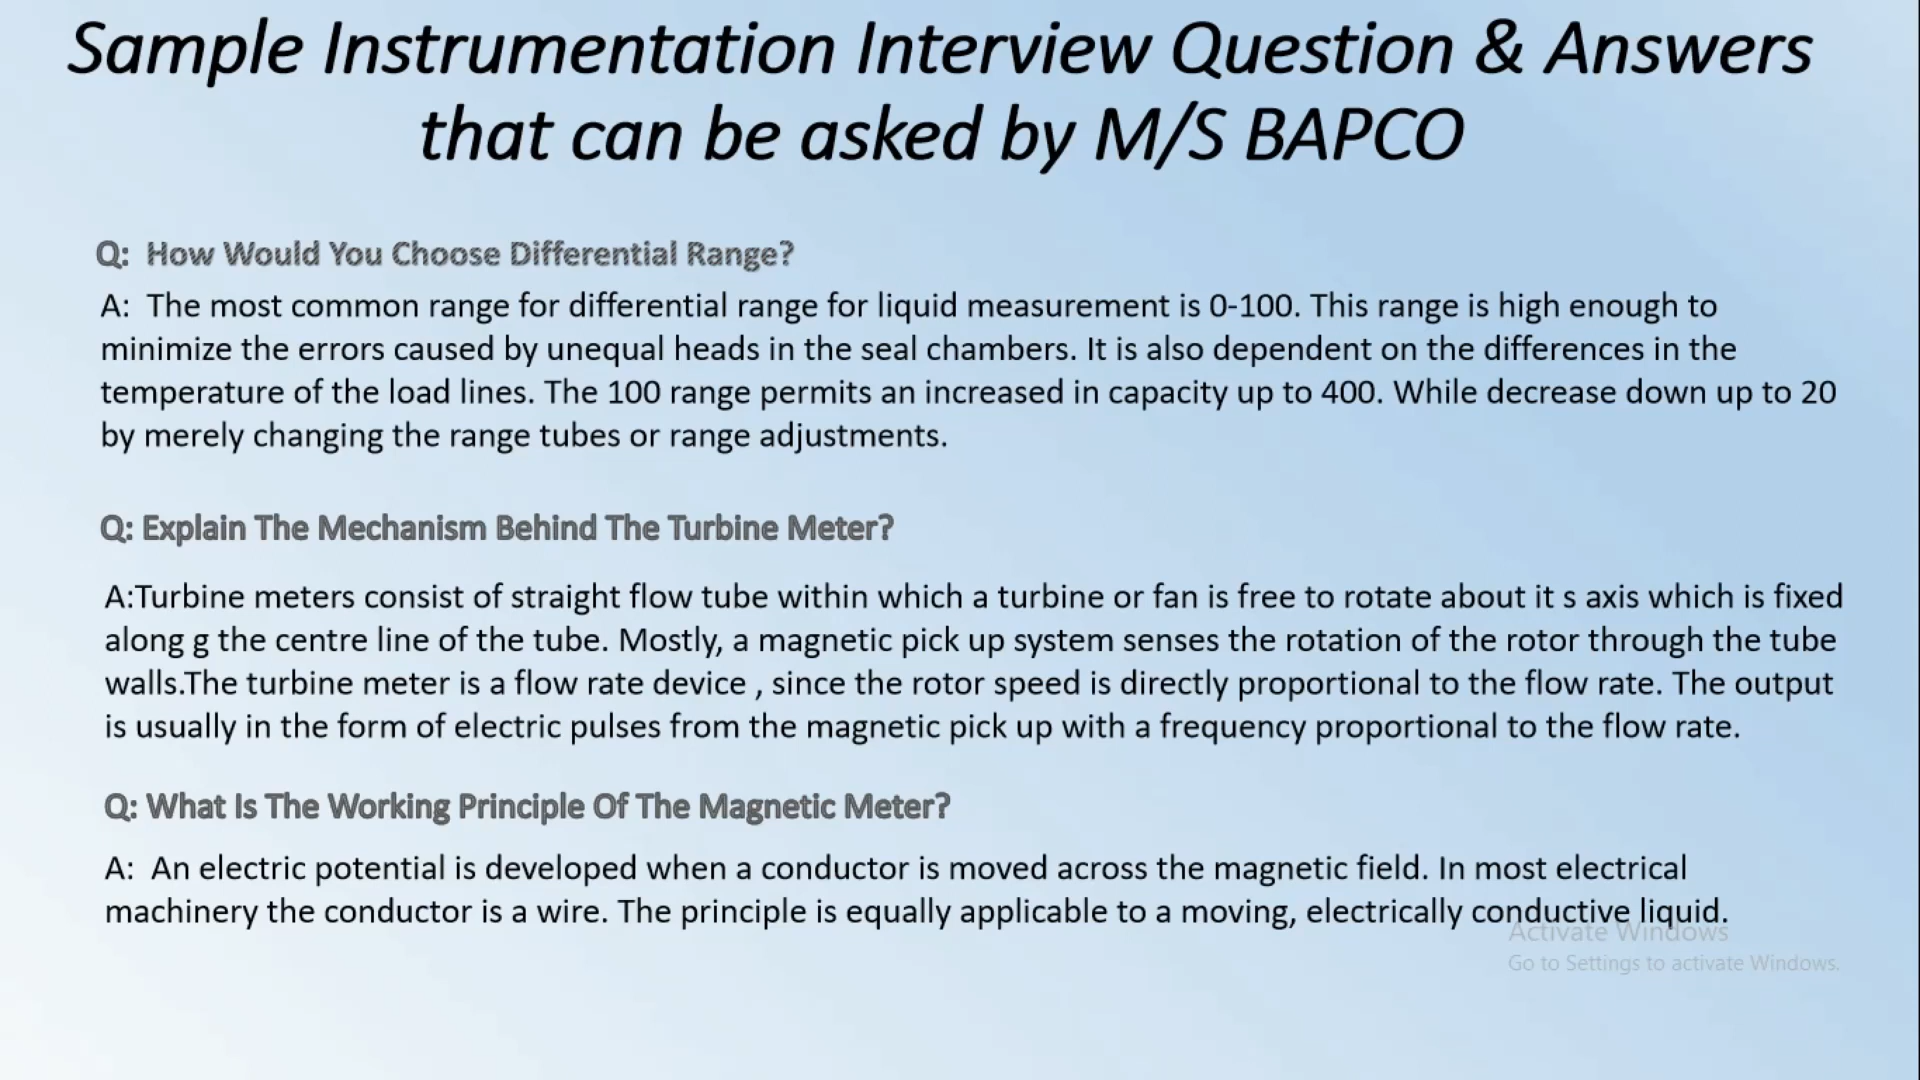 Sample Instrumentation Interview Question & Answers
that can be asked by M/S BAPCO
Q:  How Would You Choose Differential Range?
A:  The most common range for differential range for liquid measurement is 0-100. This range is high enough to
minimize the errors caused by unequal heads in the seal chambers. It is also dependent on the differences in the
temperature of the load lines. The 100 range permits an increased in capacity up to 400. While decrease down up to 20
by merely changing the range tubes or range adjustments.
Q: Explain The Mechanism Behind The Turbine Meter?
A:Turbine meters consist of straight flow tube within which a turbine or fan is free to rotate about it s axis which is fixed
along g the centre line of the tube. Mostly, a magnetic pick up system senses the rotation of the rotor through the tube
walls.The turbine meter is a flow rate device , since the rotor speed is directly proportional to the flow rate. The output
is usually in the form of electric pulses from the magnetic pick up with a frequency proportional to the flow rate.
Q: What Is The Working Principle Of The Magnetic Meter?
A:  An electric potential is developed when a conductor is moved across the magnetic field. In most electrical
machinery the conductor is a wire. The principle is equally applicable to a moving, electrically conductive liquid.
Activate Windows
Go to Settings to activate Windows.